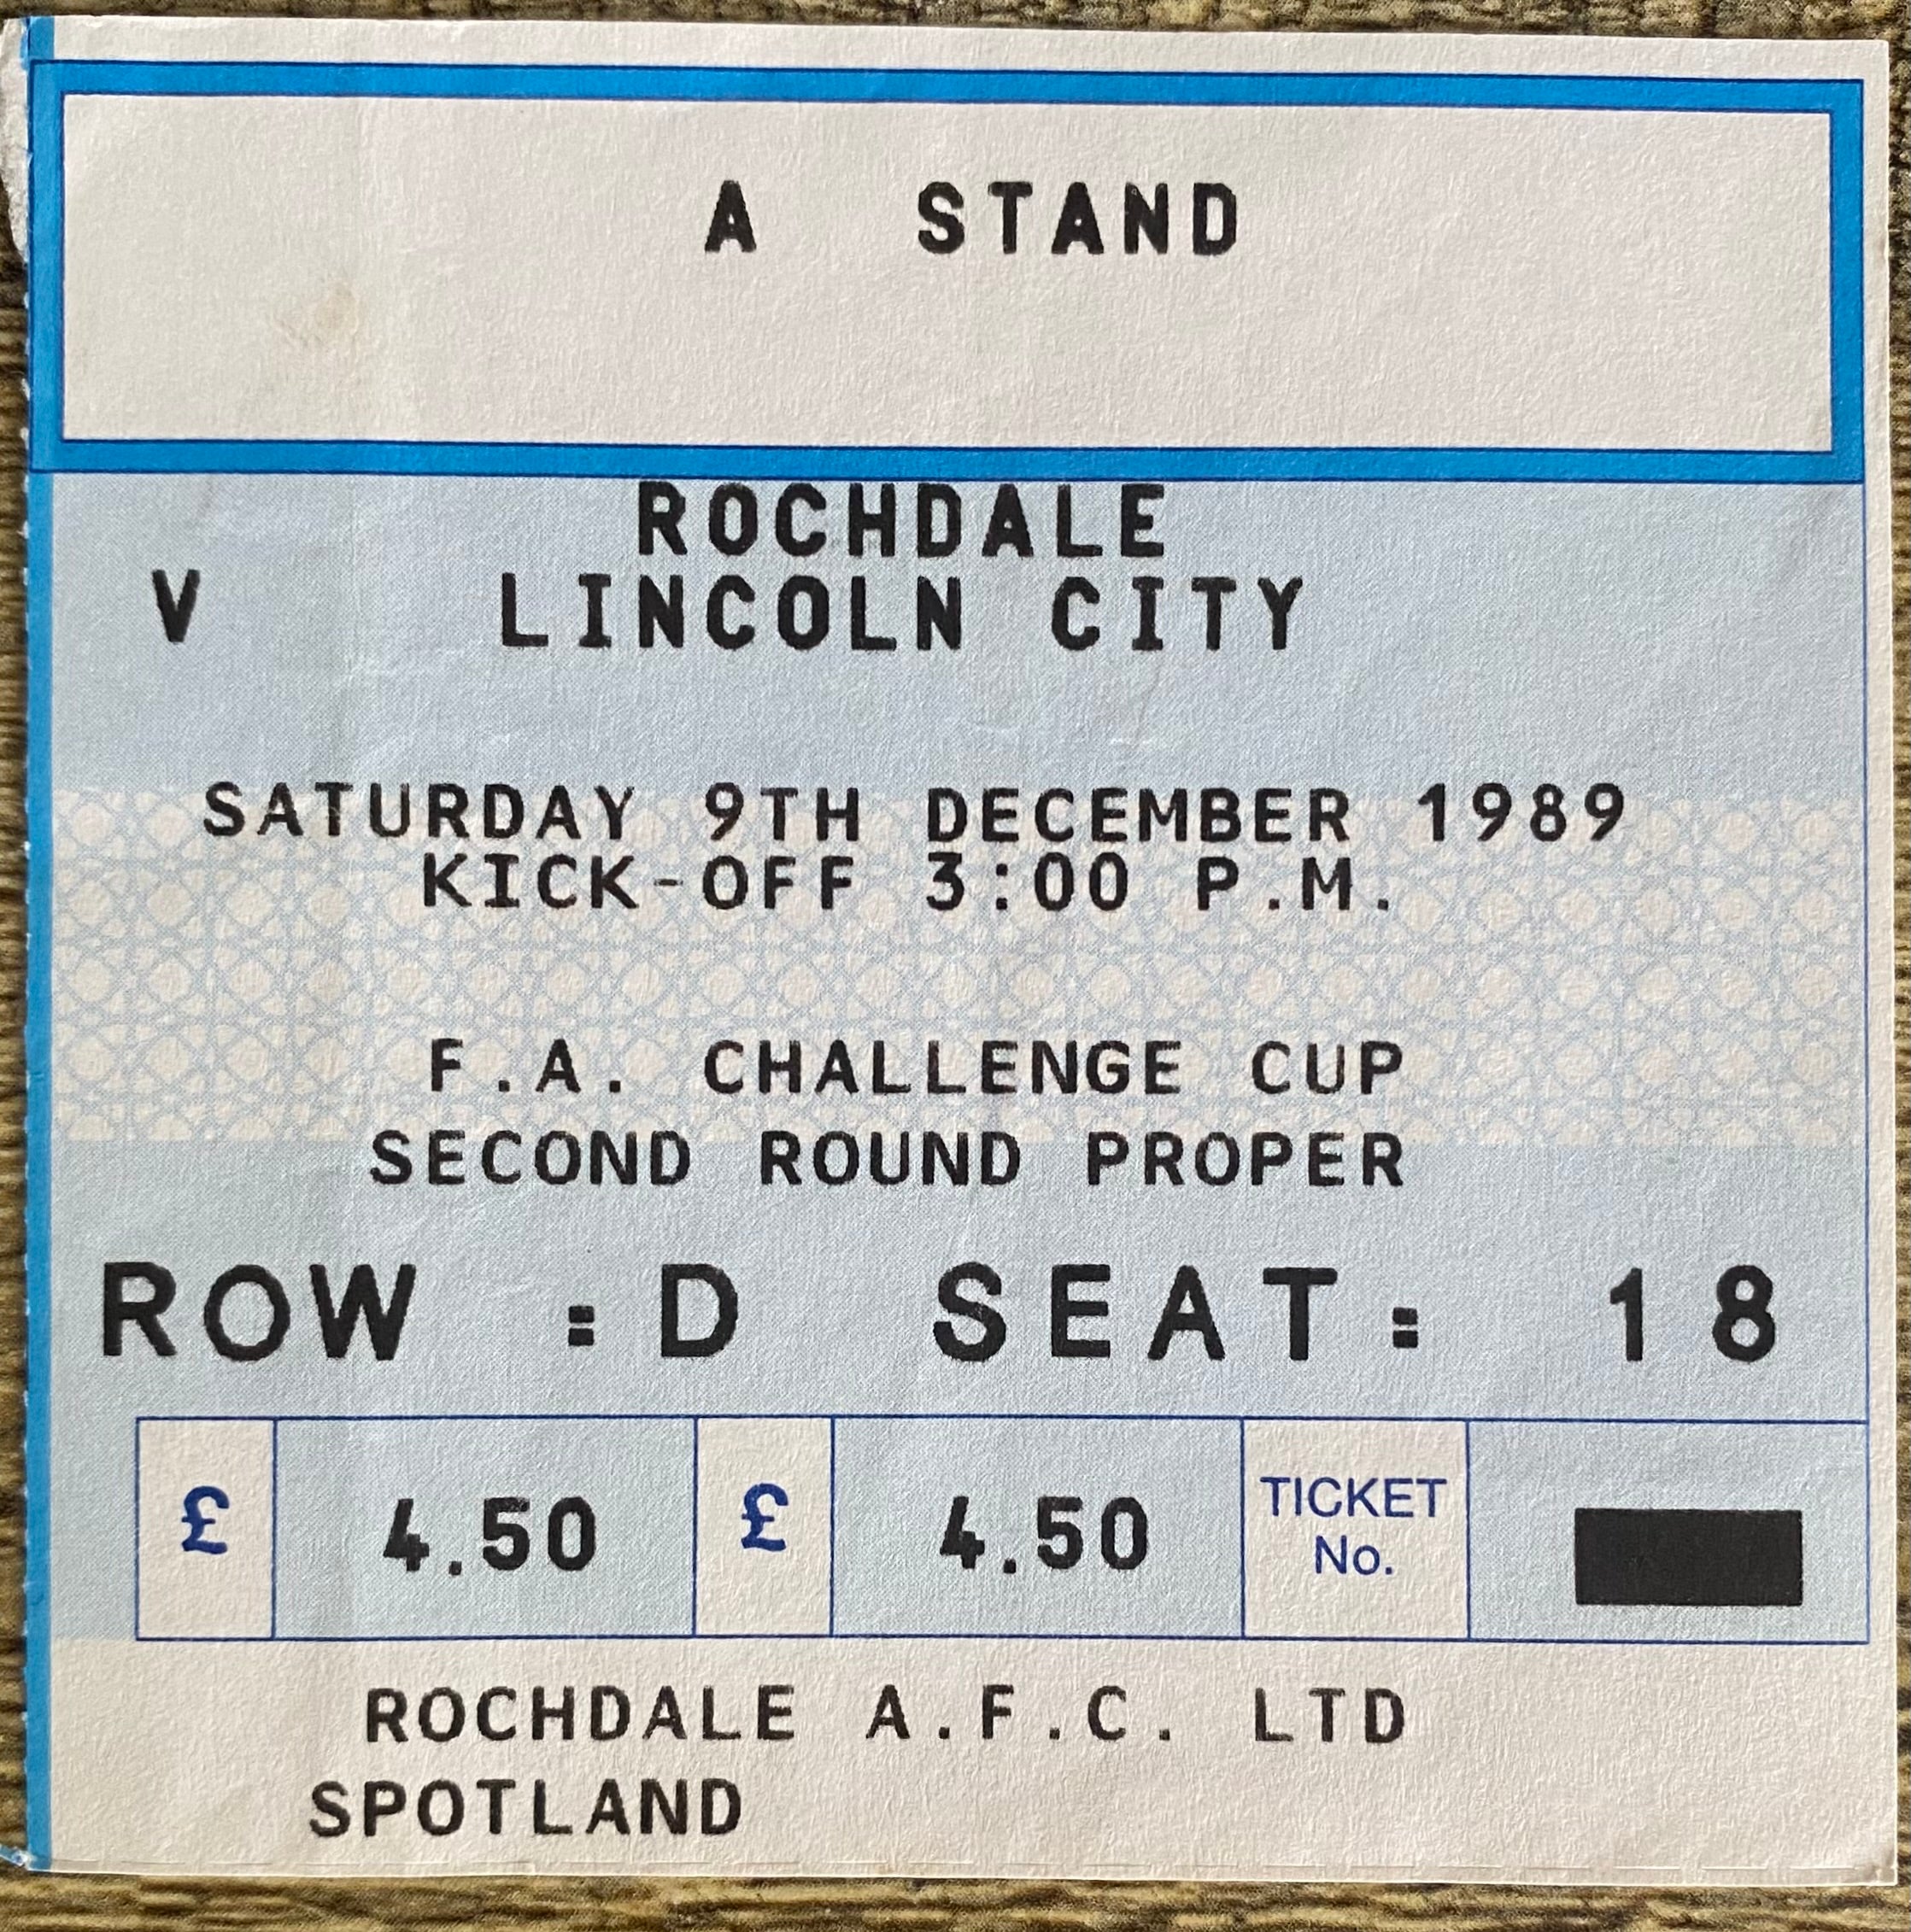 A STAND
ROCHDALE
V LINCOLN CITY
SATURDAY 9TH DECEMBER 1989
KICK-OFF 3:00 P.M.
F.A. CHALLENGE CUP
SECOND ROUND PROPER
ROW :D SEAT: 18
£ 4.50 £ 4.50 TICKET
No.
ROCHDALE A.F.C. LTD
SPOTLAND